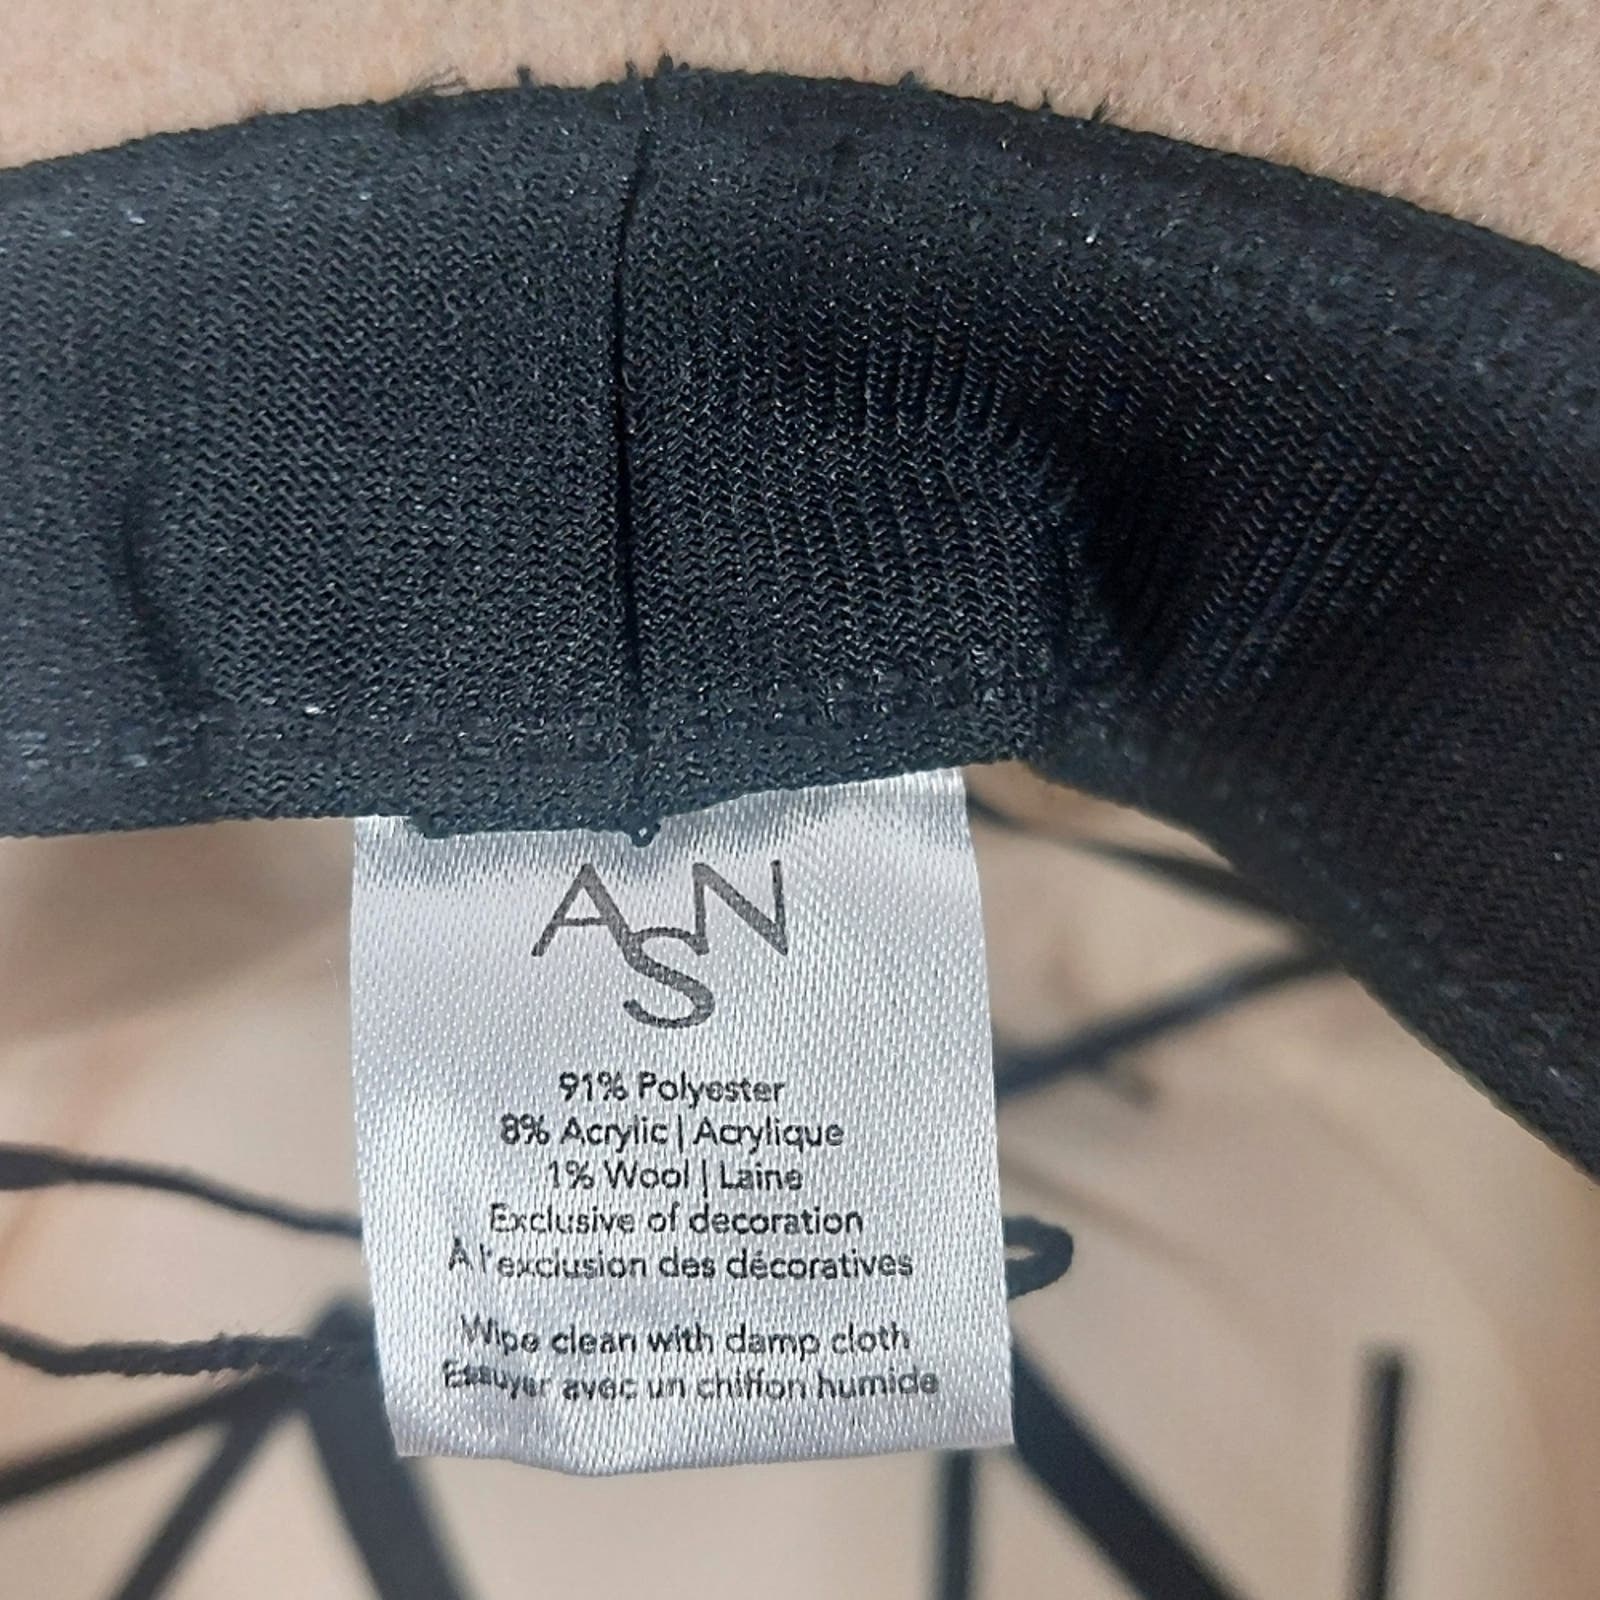 ASN
91% Polyester
8% Acrylic | Acrylique
1% Wool | Laine
Exclusive of decoration
A l'exclusion des décoratives
Wipe clean with damp cloth
Essuyer avec un chiffon humide